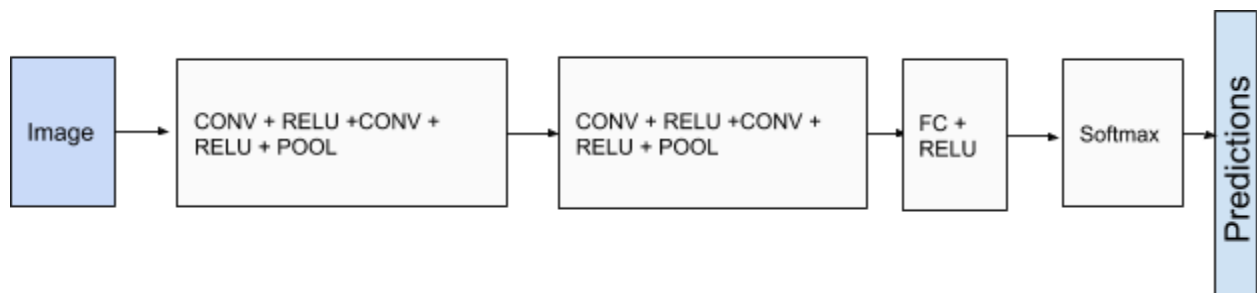 Image
CONV + RELU +CONV +
RELU + POOL
CONV + RELU +CONV +
RELU + POOL
FC +
RELU
Softmax
Predictions